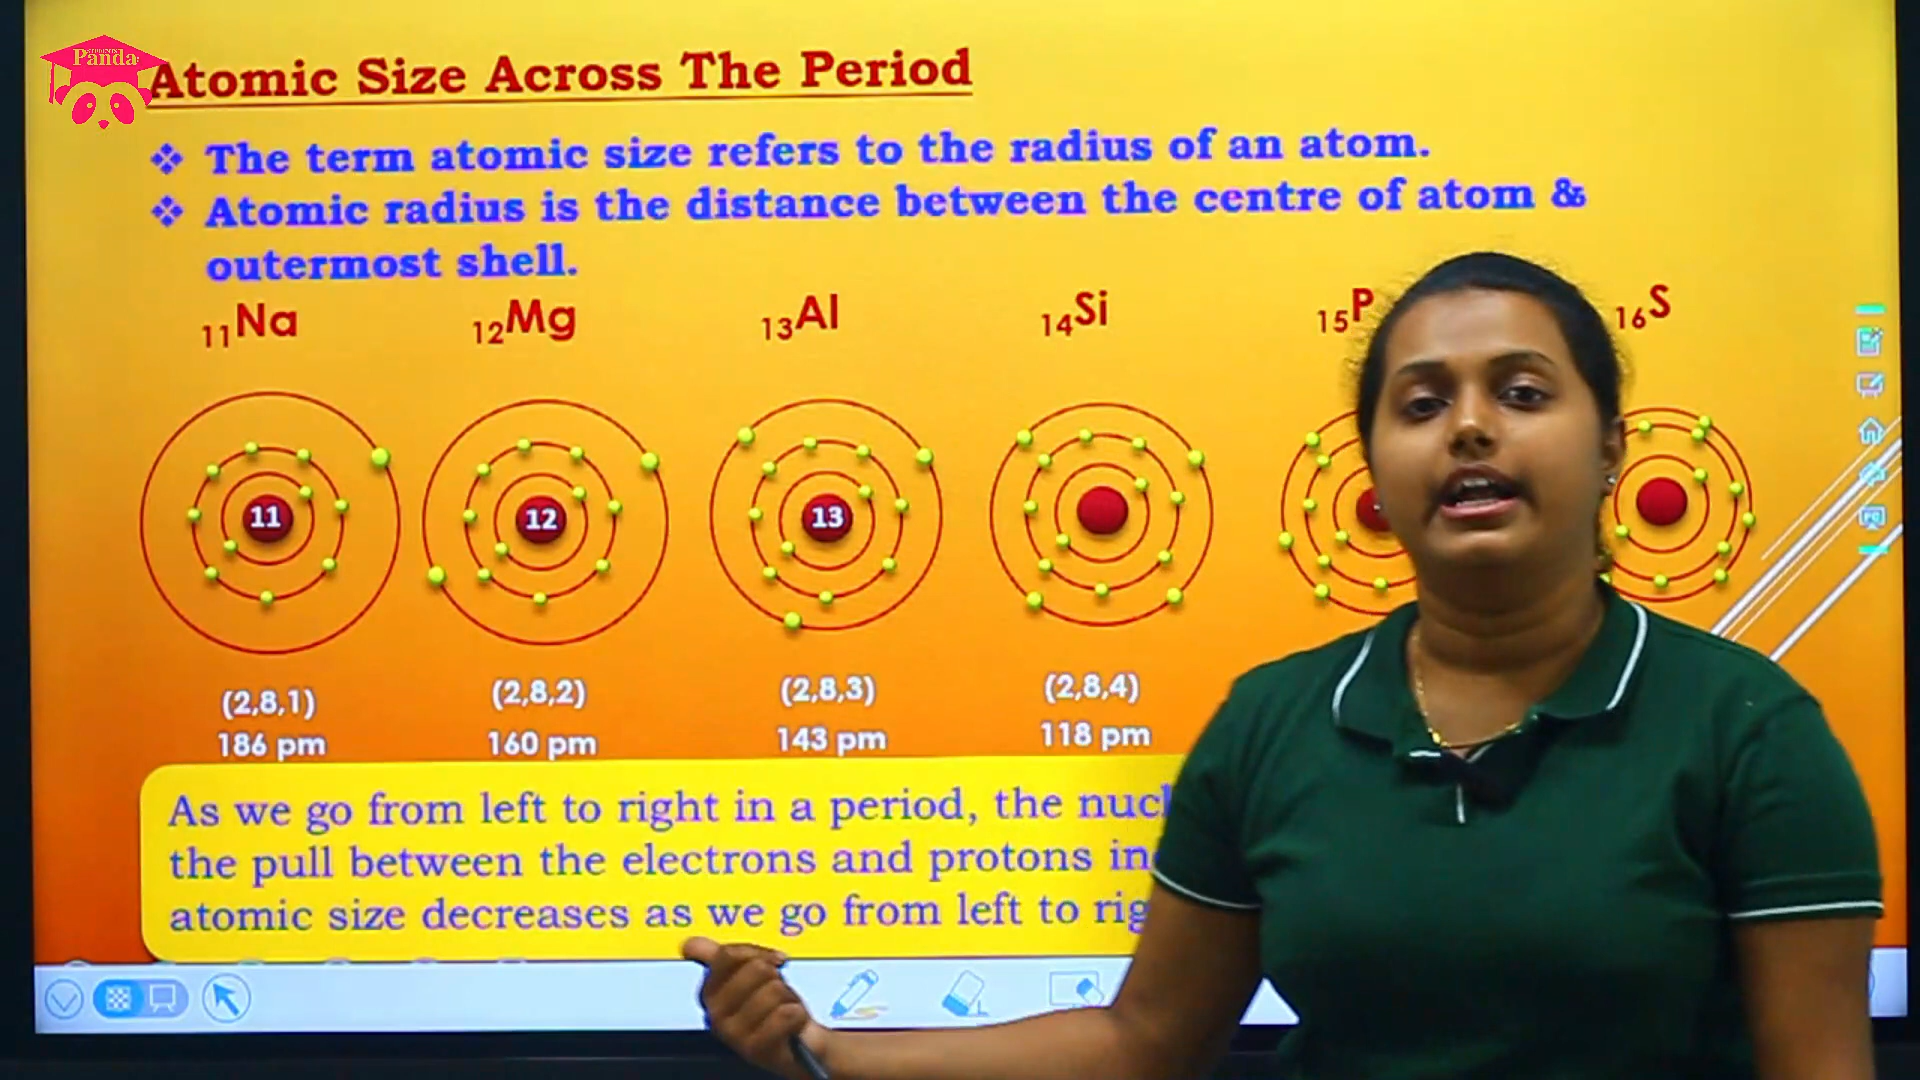 STUDENTS
Panda
Atomic Size Across The Period
❖ The term atomic size refers to the radius of an atom.
❖ Atomic radius is the distance between the centre of atom &
outermost shell.
11Na 12Mg 13Al 14Si 15P 16S
11 12 13
(2,8,1) (2,8,2) (2,8,3) (2,8,4)
186 pm 160 pm 143 pm 118 pm
As we go from left to right in a period, the
the pull between the electrons and protons
atomic size decreases as we go from left to